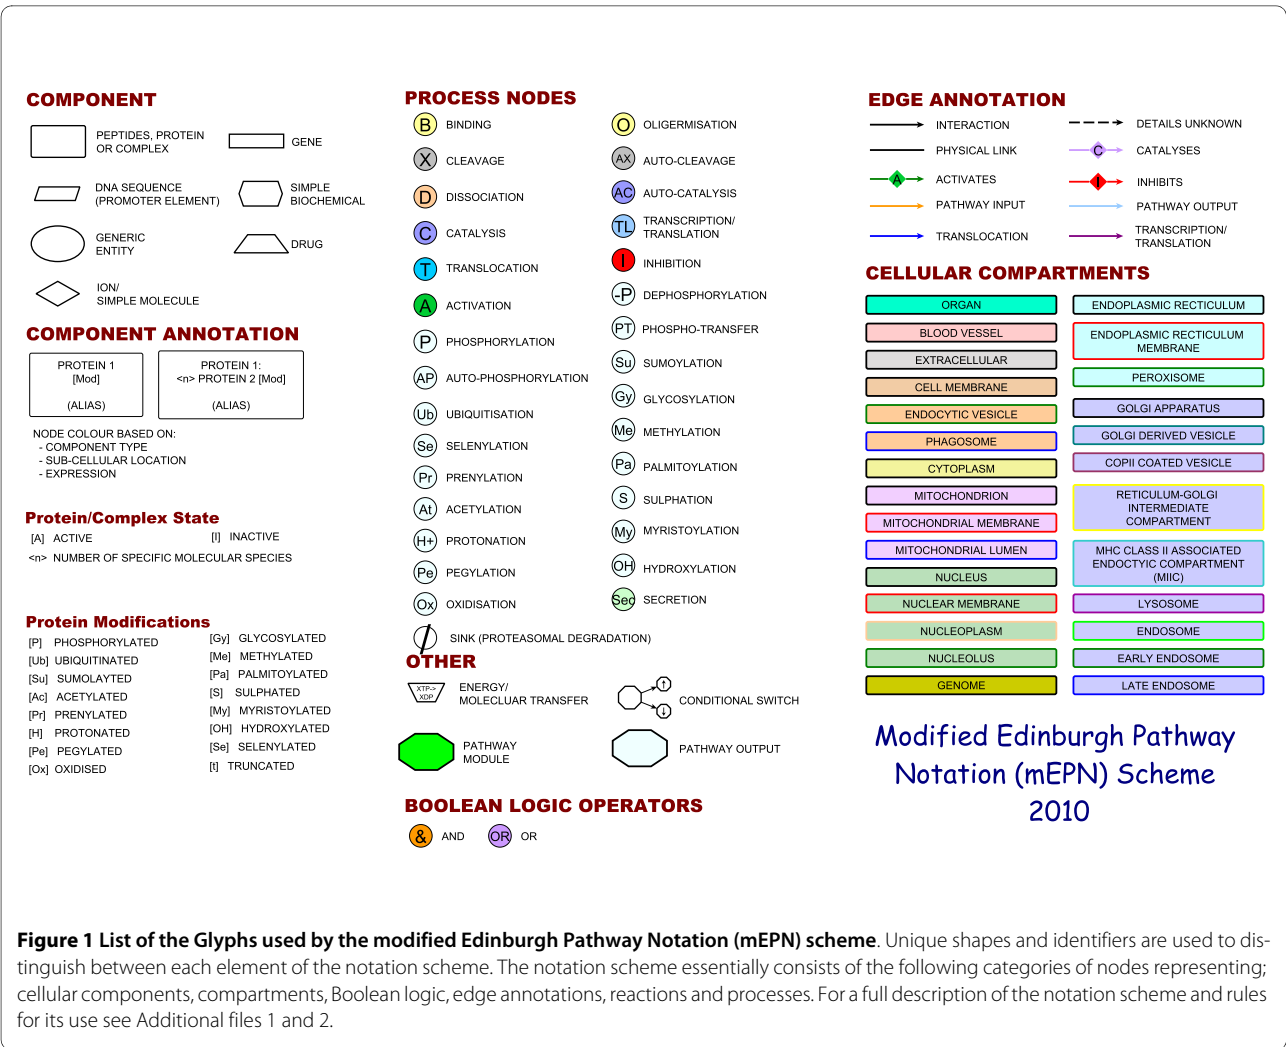 COMPONENT
PEPTIDES, PROTEIN
OR COMPLEX
GENE
DNA SEQUENCE
(PROMOTER ELEMENT)
SIMPLE
BIOCHEMICAL
GENERIC
ENTITY
DRUG
ION/
SIMPLE MOLECULE
COMPONENT ANNOTATION
PROTEIN 1
[Mod]
(ALIAS)
PROTEIN 1:
<n> PROTEIN 2 [Mod]
(ALIAS)
NODE COLOUR BASED ON:
- COMPONENT TYPE
- SUB-CELLULAR LOCATION
- EXPRESSION
Protein/Complex State
[A] ACTIVE
[I] INACTIVE
<n> NUMBER OF SPECIFIC MOLECULAR SPECIES
Protein Modifications
[P] PHOSPHORYLATED
[Ub] UBIQUITINATED
[Su] SUMOLAYTED
[Ac] ACETYLATED
[Pr] PRENYLATED
[H] PROTONATED
[Pe] PEGYLATED
[Ox] OXIDISED
[Gy] GLYCOSYLATED
[Me] METHYLATED
[Pa] PALMITOYLATED
[S] SULPHATED
[My] MYRISTOYLATED
[OH] HYDROXYLATED
[Se] SELENYLATED
[t] TRUNCATED
PROCESS NODES
B BINDING
X CLEAVAGE
D DISSOCIATION
C CATALYSIS
T TRANSLOCATION
A ACTIVATION
P PHOSPHORYLATION
AP AUTO-PHOSPHORYLATION
Ub UBIQUITISATION
Se SELENYLATION
Pr PRENYLATION
At ACETYLATION
H+ PROTONATION
Pe PEGYLATION
Ox OXIDISATION
SINK (PROTEASOMAL DEGRADATION)
O OLIGERMISATION
AX AUTO-CLEAVAGE
AC AUTO-CATALYSIS
TL TRANSCRIPTION/
TRANSLATION
I INHIBITION
-P DEPHOSPHORYLATION
PT PHOSPHO-TRANSFER
Su SUMOYLATION
Gy GLYCOSYLATION
Me METHYLATION
Pa PALMITOYLATION
S SULPHATION
My MYRISTOYLATION
OH HYDROXYLATION
Sec SECRETION
OTHER
XTP->
XDP
ENERGY/
MOLECLUAR TRANSFER
↑
↓
CONDITIONAL SWITCH
PATHWAY
MODULE
PATHWAY OUTPUT
BOOLEAN LOGIC OPERATORS
& AND
OR OR
EDGE ANNOTATION
INTERACTION
PHYSICAL LINK
A ACTIVATES
PATHWAY INPUT
TRANSLOCATION
DETAILS UNKNOWN
C CATALYSES
I INHIBITS
PATHWAY OUTPUT
TRANSCRIPTION/
TRANSLATION
CELLULAR COMPARTMENTS
ORGAN
BLOOD VESSEL
EXTRACELLULAR
CELL MEMBRANE
ENDOCYTIC VESICLE
PHAGOSOME
CYTOPLASM
MITOCHONDRION
MITOCHONDRIAL MEMBRANE
MITOCHONDRIAL LUMEN
NUCLEUS
NUCLEAR MEMBRANE
NUCLEOPLASM
NUCLEOLUS
GENOME
ENDOPLASMIC RECTICULUM
ENDOPLASMIC RECTICULUM
MEMBRANE
PEROXISOME
GOLGI APPARATUS
GOLGI DERIVED VESICLE
COPII COATED VESICLE
RETICULUM-GOLGI
INTERMEDIATE
COMPARTMENT
MHC CLASS II ASSOCIATED
ENDOCTYIC COMPARTMENT
(MIIC)
LYSOSOME
ENDOSOME
EARLY ENDOSOME
LATE ENDOSOME
Modified Edinburgh Pathway
Notation (mEPN) Scheme
2010
Figure 1 List of the Glyphs used by the modified Edinburgh Pathway Notation (mEPN) scheme. Unique shapes and identifiers are used to dis-
tinguish between each element of the notation scheme. The notation scheme essentially consists of the following categories of nodes representing;
cellular components, compartments, Boolean logic, edge annotations, reactions and processes. For a full description of the notation scheme and rules
for its use see Additional files 1 and 2.